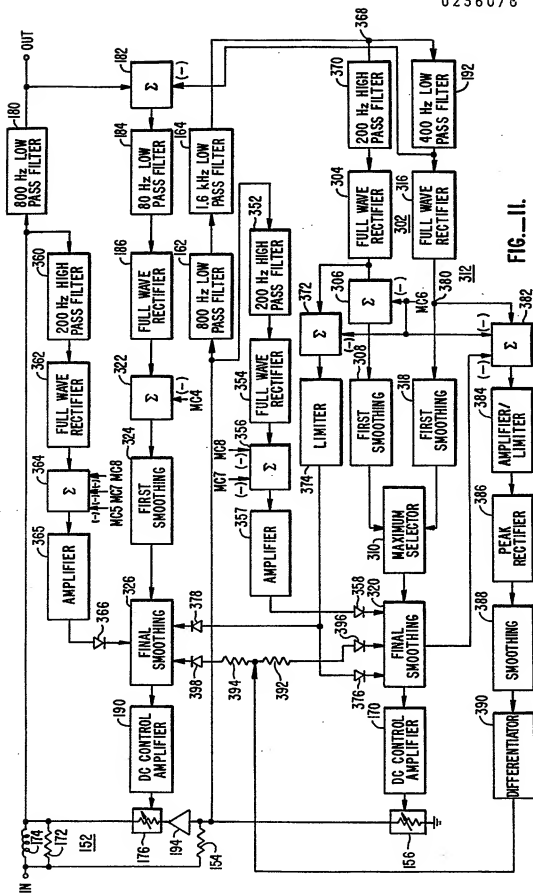 0236078
180
800 Hz LOW PASS FILTER
OUT
360
200 Hz HIGH PASS FILTER
182
Σ
(-)
362
FULL WAVE RECTIFIER
184
80 Hz LOW PASS FILTER
368
364
Σ
(-) (-) (-)
MC5 MC7 MC8
186
FULL WAVE RECTIFIER
164
1.6 kHz LOW PASS FILTER
370
200 Hz HIGH PASS FILTER
192
400 Hz LOW PASS FILTER
365
AMPLIFIER
322
Σ
(-)
MC4
162
800 Hz LOW PASS FILTER
352
200 Hz HIGH PASS FILTER
304
FULL WAVE RECTIFIER
302
316
FULL WAVE RECTIFIER
312
366
324
FIRST SMOOTHING
354
FULL WAVE RECTIFIER
372
Σ
(-)
306
Σ
(-)
MC6
380
326
FINAL SMOOTHING
378
MC8
MC7
(-) (-)
356
Σ
374
LIMITER
308
FIRST SMOOTHING
318
FIRST SMOOTHING
(-)
(-)
382
Σ
398
394
357
AMPLIFIER
310
MAXIMUM SELECTOR
384
AMPLIFIER/LIMITER
190
DC CONTROL AMPLIFIER
392
396
358
376
320
FINAL SMOOTHING
386
PEAK RECTIFIER
388
SMOOTHING
176
194
170
DC CONTROL AMPLIFIER
390
DIFFERENTIATOR
IN
174
172
152
154
156
FIG._11.